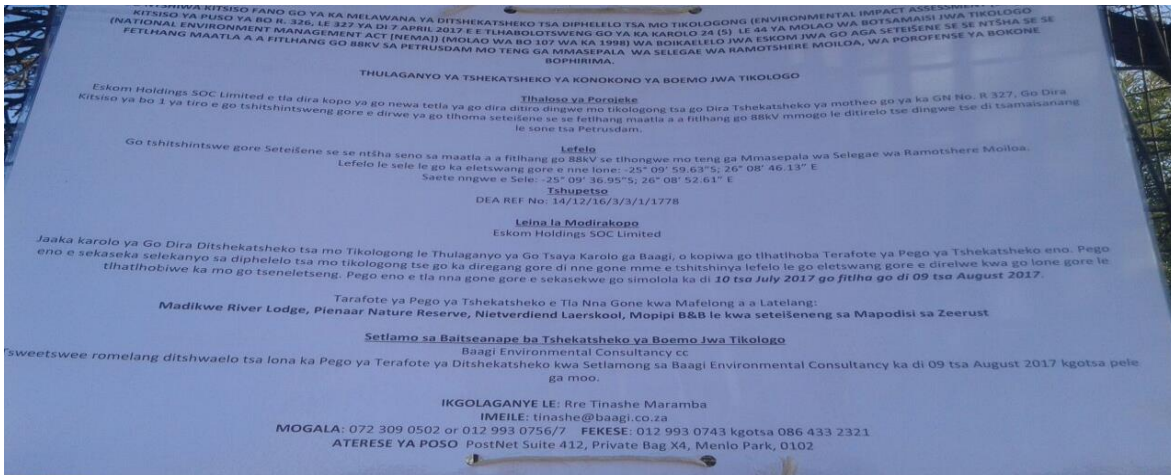 KITSISO FANO GO YA KA MELAWANA YA DITSHEKATSHEKO TSA DIPHELELO TSA MO TIKOLOGONG (ENVIRONMENTAL IMPACT ASSESSMENT
KITSISO YA PUSO YA BO R. 326, LE 327 YA DI 7 APRIL 2017 E E TLHABOLOTSWENG GO YA KA KAROLO 24 (5) LE 44 YA MOLAO WA BOTSAMAISI JWA TIKOLOGO
(NATIONAL ENVIRONMENT MANAGEMENT ACT [NEMA]) (MOLAO WA BO 107 WA KA 1998) WA BOIKAELELO JWA ESKOM JWA GO AGA SETEIŠENE SE SE NTŠHA SE SE
FETLHANG MAATLA A A FITLHANG GO 88KV SA PETRUSDAM MO TENG GA MMASEPALA WA SELEGAE WA RAMOTSHERE MOILOA, WA POROFENSE YA BOKONE
BOPHIRIMA.
THULAGANYO YA TSHEKATSHEKO YA KONOKONO YA BOEMO JWA TIKOLOGO
Tlhaloso ya Porojeke
Eskom Holdings SOC Limited e tla dira kopo ya go newa tetla ya go dira ditiro dingwe mo tikologong tsa go Dira Tshekatsheko ya motheo go ya ka GN No. R 327, Go Dira
Kitsiso ya bo 1 ya tiro e go tshitshintsweng gore e dirwe ya go tlhoma seteišene se se fetlhang maatla a a fitlhang go 88kV mmogo le ditirelo tse dingwe tse di tsamaisanang
le sone tsa Petrusdam.
Lefelo
Go tshitshintswe gore Seteišene se se ntšha seno sa maatla a a fitlhang go 88kV se tlhongwe mo teng ga Mmasepala wa Selegae wa Ramotshere Moiloa.
Lefelo le sele le go ka eletswang gore e nne lone: -25° 09' 59.63"S; 26° 08' 46.13" E
Saete nngwe e Sele: -25° 09' 36.95"S; 26° 08' 52.61" E
Tshupetso
DEA REF No: 14/12/16/3/3/1/1778
Leina la Modirakopo
Eskom Holdings SOC Limited
Jaaka karolo ya Go Dira Ditshekatsheko tsa mo Tikologong le Thulaganyo ya Go Tsaya Karolo ga Baagi, o kopiwa go tlhatlhoba Terafote ya Pego ya Tshekatsheko eno. Pego
eno e sekaseka selekanyo sa diphelelo tsa mo tikologong tse go ka diregang gore di nne gone mme e tshitshinya lefelo le go eletswang gore e direlwe kwa go lone gore le
tlhatlhobiwe ka mo go tseneletseng. Pego eno e tla nna gone gore e sekasekwe go simolola ka di 10 tsa July 2017 go fitlha go di 09 tsa August 2017.
Tarafote ya Pego ya Tshekatsheko e Tla Nna Gone kwa Mafelong a a Latelang:
Madikwe River Lodge, Pienaar Nature Reserve, Nietverdiend Laerskool, Mopipi B&B le kwa seteišeneng sa Mapodisi sa Zeerust
Setlamo sa Baitseanape ba Tshekatsheko ya Boemo Jwa Tikologo
Baagi Environmental Consultancy cc
Tsweetswee romelang ditshwaelo tsa lona ka Pego ya Terafote ya Ditshekatsheko kwa Setlamong sa Baagi Environmental Consultancy ka di 09 tsa August 2017 kgotsa pele
ga moo.
IKGOLAGANYE LE: Rre Tinashe Maramba
IMEILE: tinashe@baagi.co.za
MOGALA: 072 309 0502 or 012 993 0756/7 FEKESE: 012 993 0743 kgotsa 086 433 2321
ATERESE YA POSO PostNet Suite 412, Private Bag X4, Menlo Park, 0102